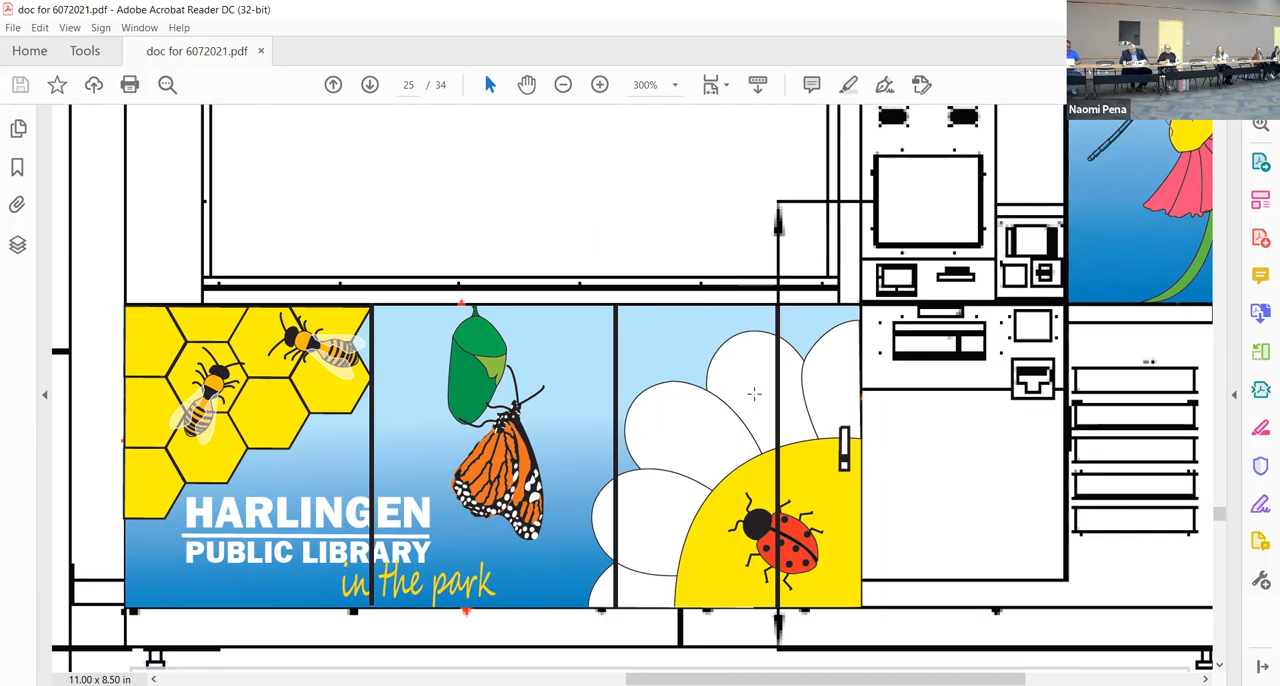 doc for 6072021.pdf - Adobe Acrobat Reader DC (32-bit)
File Edit View Sign Window Help
Home Tools doc for 6072021.pdf ×
25 / 34 300%
Naomi Pena
HARLINGEN
PUBLIC LIBRARY
in the park
11.00 x 8.50 in